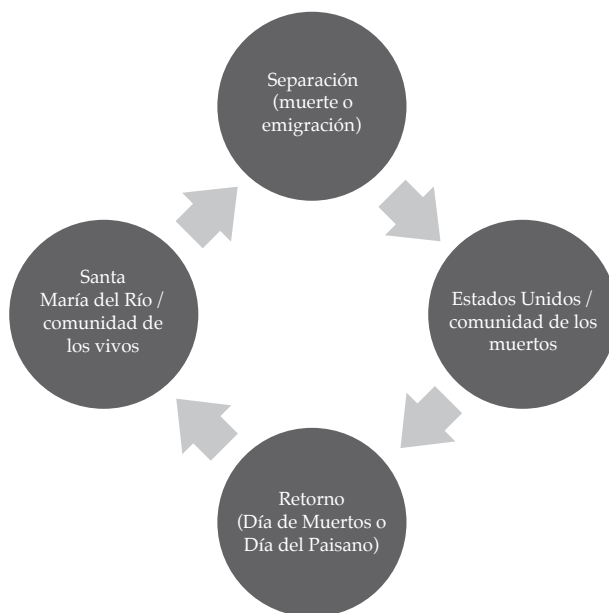 Separación
(muerte o
emigración)
Santa
María del Río /
comunidad de
los vivos
Estados Unidos /
comunidad de los
muertos
Retorno
(Día de Muertos o
Día del Paisano)